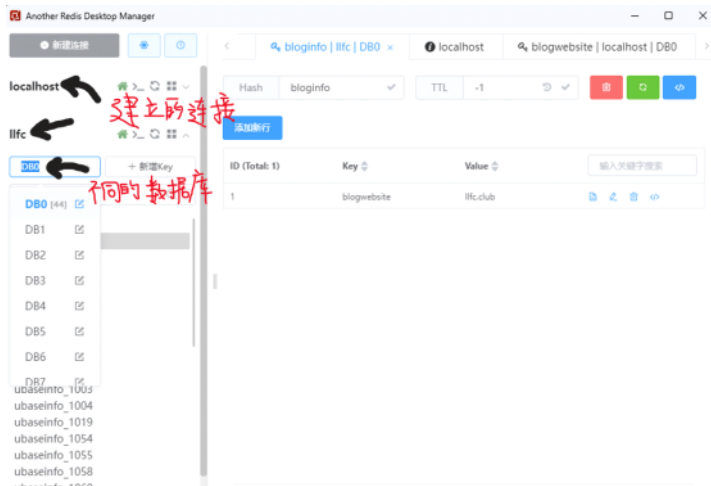 Another Redis Desktop Manager
新建连接
bloginfo | llfc | DB0 ×
localhost
blogwebsite | localhost | DB0
localhost
Hash bloginfo
TTL -1
建立的连接
llfc
添加新行
DB0
+ 新增Key
ID (Total: 1) Key Value 输入关键字搜索
不同的数据库
1 blogwebsite llfc.club
DB0 [44]
DB1
DB2
DB3
DB4
DB5
DB6
DB7
ubaseinfo_1003
ubaseinfo_1004
ubaseinfo_1019
ubaseinfo_1054
ubaseinfo_1055
ubaseinfo_1058